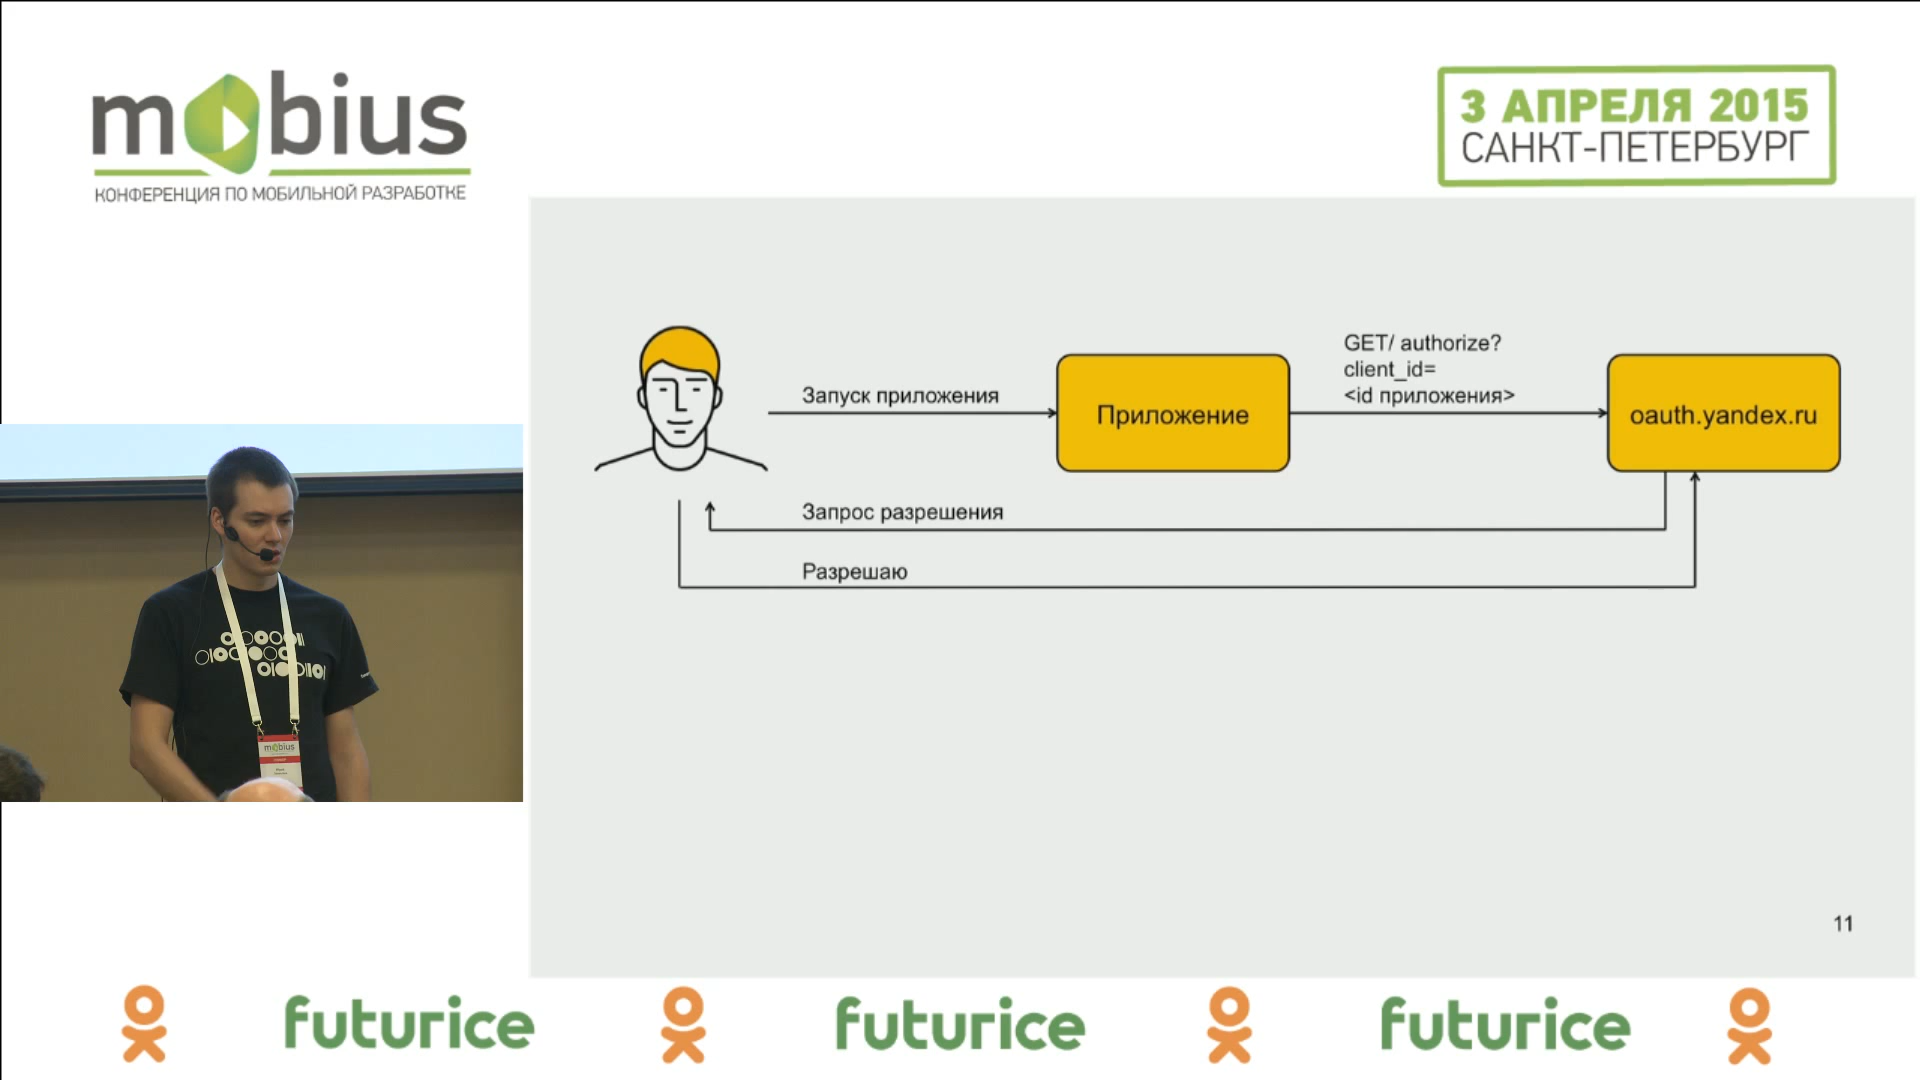 mobius
КОНФЕРЕНЦИЯ ПО МОБИЛЬНОЙ РАЗРАБОТКЕ
3 АПРЕЛЯ 2015
САНКТ-ПЕТЕРБУРГ
Запуск приложения
Приложение
GET/ authorize?
client_id=
<id приложения>
oauth.yandex.ru
Запрос разрешения
Разрешаю
11
mobius
futurice
futurice
futurice